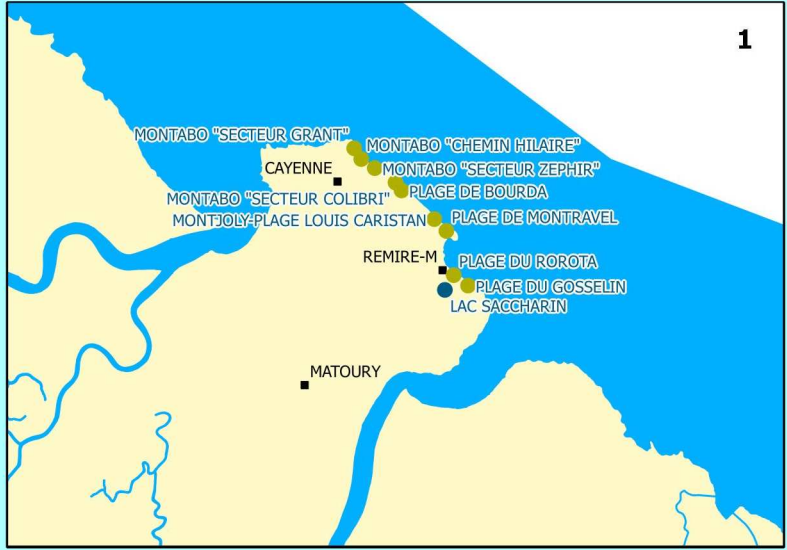 1
MONTABO "SECTEUR GRANT"
MONTABO "CHEMIN HILAIRE"
CAYENNE
MONTABO "SECTEUR ZEPHIR"
MONTABO "SECTEUR COLIBRI"
PLAGE DE BOURDA
MONTJOLY-PLAGE LOUIS CARISTAN
PLAGE DE MONTRAVEL
REMIRE-M
PLAGE DU ROROTA
PLAGE DU GOSSELIN
LAC SACCHARIN
MATOURY